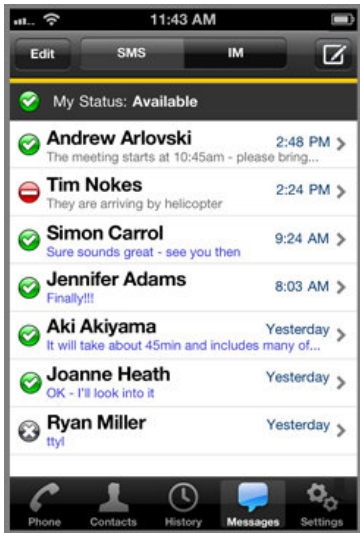 11:43 AM
Edit SMS IM
My Status: Available
Andrew Arlovski 2:48 PM
The meeting starts at 10:45am - please bring...
Tim Nokes 2:24 PM
They are arriving by helicopter
Simon Carrol 9:24 AM
Sure sounds great - see you then
Jennifer Adams 8:03 AM
Finally!!!
Aki Akiyama Yesterday
It will take about 45min and includes many of...
Joanne Heath Yesterday
OK - I'll look into it
Ryan Miller Yesterday
ttyl
Phone Contacts History Messages Settings